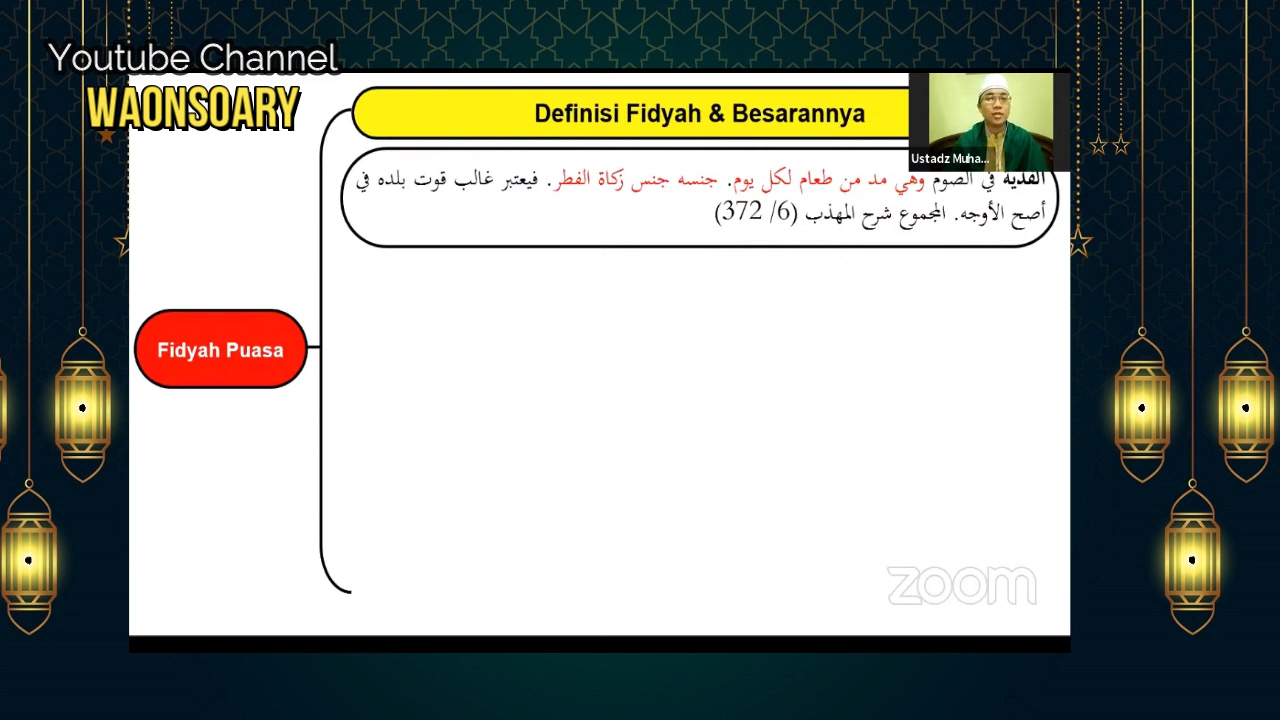 Youtube Channel
WAONSOARY
Definisi Fidyah & Besarannya
Ustadz Muha...
الفدية في الصوم وهي مد من طعام لكل يوم. جنسه جنس زكاة الفطر. فيعتبر غالب قوت بلده في
أصح الأوجه. المجموع شرح المهذب (6/ 372)
Fidyah Puasa
zoom